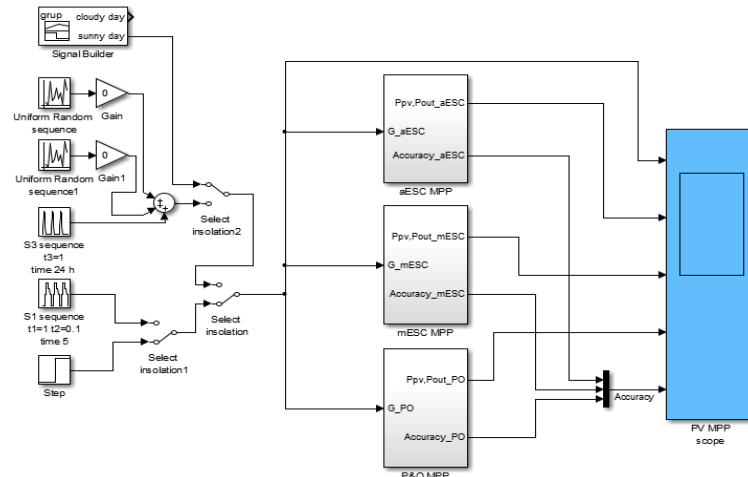 grup
cloudy day
sunny day
Signal Builder
0
Uniform Random
sequence
Gain
0
Uniform Random
sequence1
Gain1
S3 sequence
t3=1
time 24 h
S1 sequence
t1=1 t2=0.1
time 5
Step
Select
insolation2
Select
insolation
Select
insolation1
Ppv,Pout_aESC
G_aESC
Accuracy_aESC
aESC MPP
Ppv,Pout_mESC
G_mESC
Accuracy_mESC
mESC MPP
Ppv,Pout_PO
G_PO
Accuracy_PO
P&O MPP
Accuracy
PV MPP
scope